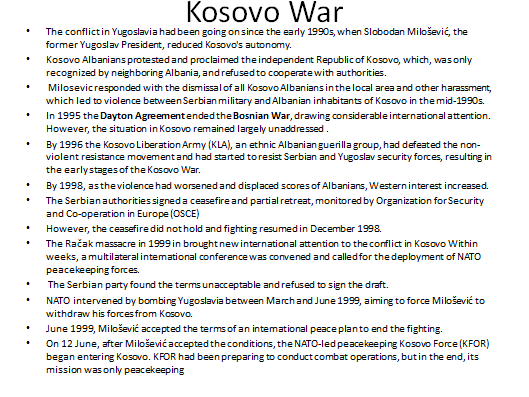 Kosovo War
• The conflict in Yugoslavia had been going on since the early 1990s, when Slobodan Milošević, the
former Yugoslav President, reduced Kosovo's autonomy.
• Kosovo Albanians protested and proclaimed the independent Republic of Kosovo, which, was only
recognized by neighboring Albania, and refused to cooperate with authorities.
• Milosevic responded with the dismissal of all Kosovo Albanians in the local area and other harassment,
which led to violence between Serbian military and Albanian inhabitants of Kosovo in the mid-1990s.
• In 1995 the Dayton Agreement ended the Bosnian War, drawing considerable international attention.
However, the situation in Kosovo remained largely unaddressed .
• By 1996 the Kosovo Liberation Army (KLA), an ethnic Albanian guerilla group, had defeated the non-
violent resistance movement and had started to resist Serbian and Yugoslav security forces, resulting in
the early stages of the Kosovo War.
• By 1998, as the violence had worsened and displaced scores of Albanians, Western interest increased.
• The Serbian authorities signed a ceasefire and partial retreat, monitored by Organization for Security
and Co-operation in Europe (OSCE)
• However, the ceasefire did not hold and fighting resumed in December 1998.
• The Račak massacre in 1999 in brought new international attention to the conflict in Kosovo Within
weeks, a multilateral international conference was convened and called for the deployment of NATO
peacekeeping forces.
• The Serbian party found the terms unacceptable and refused to sign the draft.
• NATO intervened by bombing Yugoslavia between March and June 1999, aiming to force Milošević to
withdraw his forces from Kosovo.
• June 1999, Milošević accepted the terms of an international peace plan to end the fighting.
• On 12 June, after Milošević accepted the conditions, the NATO-led peacekeeping Kosovo Force (KFOR)
began entering Kosovo. KFOR had been preparing to conduct combat operations, but in the end, its
mission was only peacekeeping